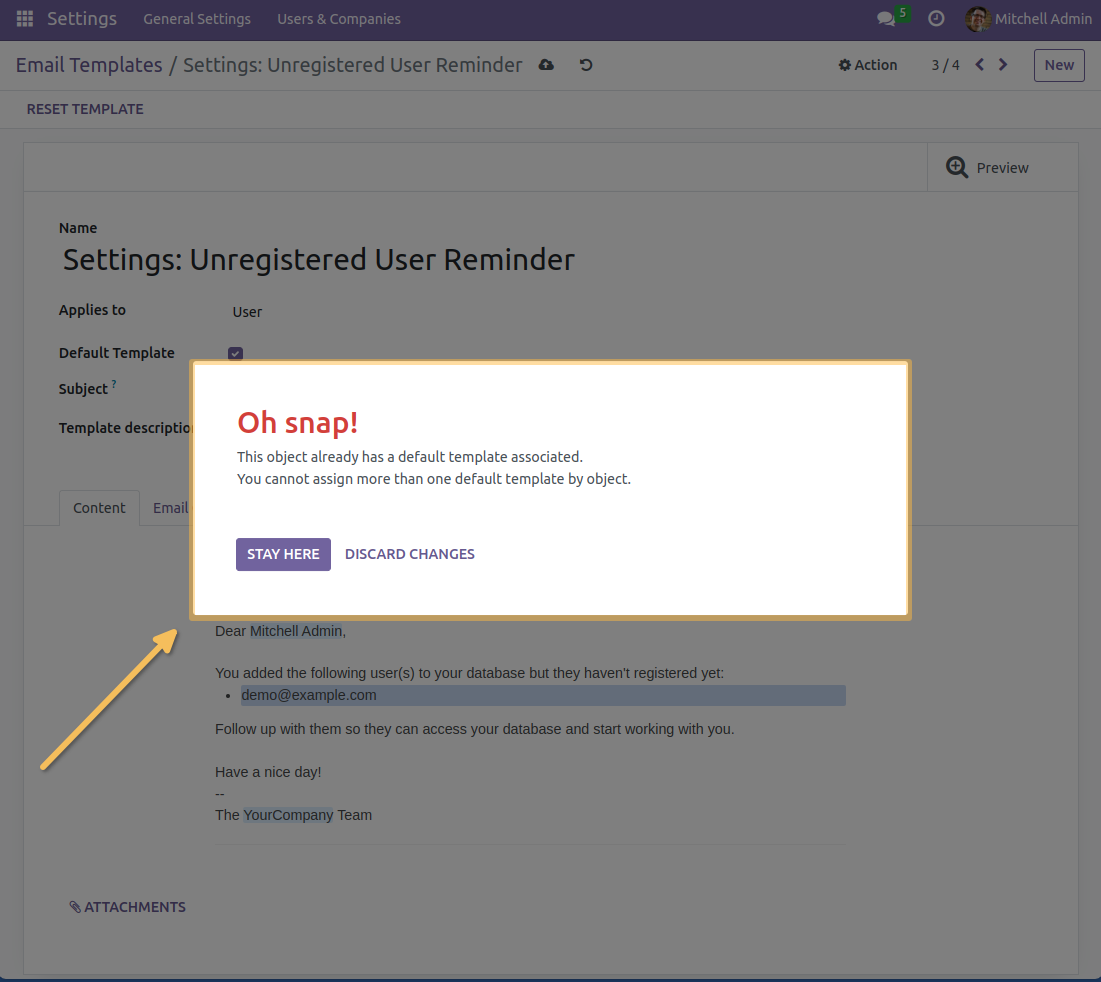 Settings General Settings Users & Companies 5 Mitchell Admin
Email Templates / Settings: Unregistered User Reminder Action 3 / 4 New
RESET TEMPLATE
Preview
Name
Settings: Unregistered User Reminder
Applies to User
Default Template
Subject ?
Template description
Oh snap!
This object already has a default template associated.
You cannot assign more than one default template by object.
Content Email
STAY HERE DISCARD CHANGES
Dear Mitchell Admin,
You added the following user(s) to your database but they haven't registered yet:
• demo@example.com
Follow up with them so they can access your database and start working with you.
Have a nice day!
--
The YourCompany Team
ATTACHMENTS